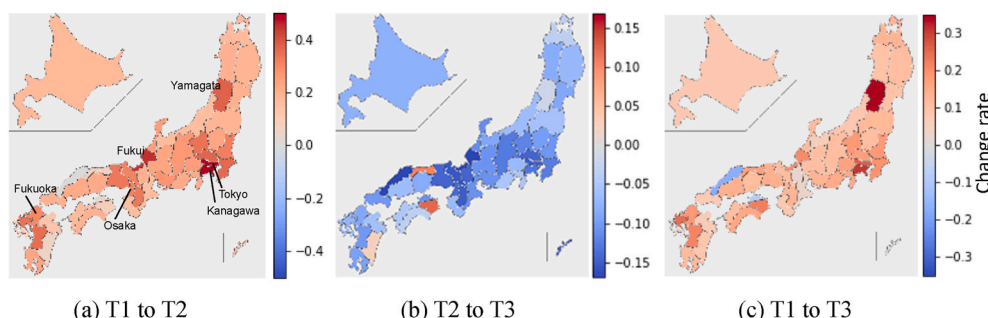 Yamagata
Fukui
Fukuoka
Tokyo
Kanagawa
Osaka
0.4
0.2
0.0
−0.2
−0.4
0.15
0.10
0.05
0.00
−0.05
−0.10
−0.15
0.3
0.2
0.1
0.0
−0.1
−0.2
−0.3
Change rate
(a) T1 to T2
(b) T2 to T3
(c) T1 to T3